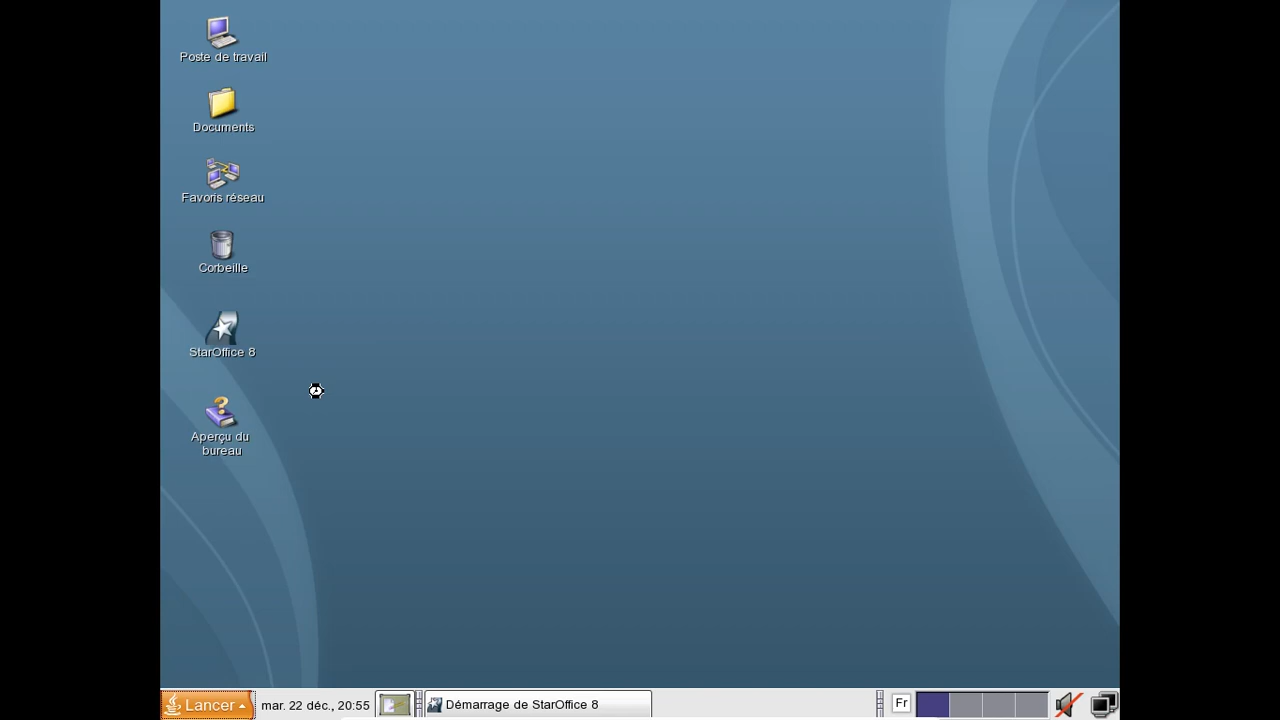 Poste de travail
Documents
Favoris réseau
Corbeille
StarOffice 8
Aperçu du
bureau
Lancer
mar. 22 déc., 20:55
Démarrage de StarOffice 8
Fr